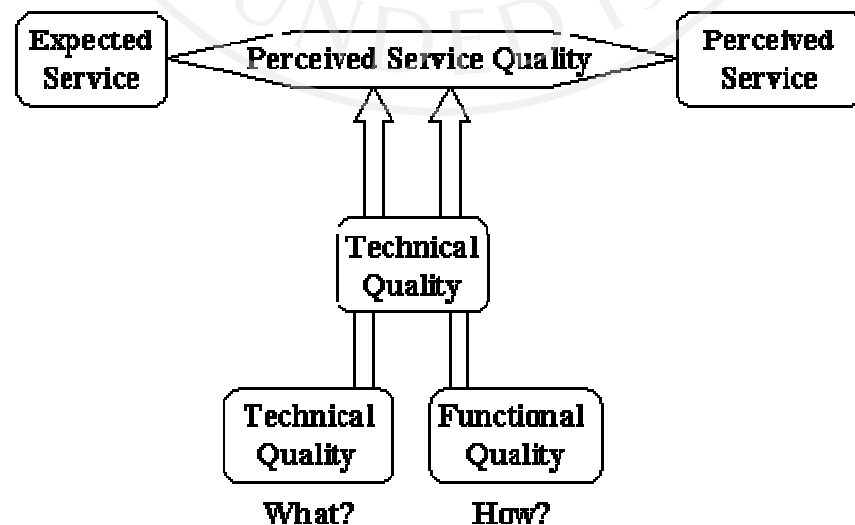 Expected
Service
Perceived Service Quality
Perceived
Service
Technical
Quality
Technical
Quality
Functional
Quality
What?
How?